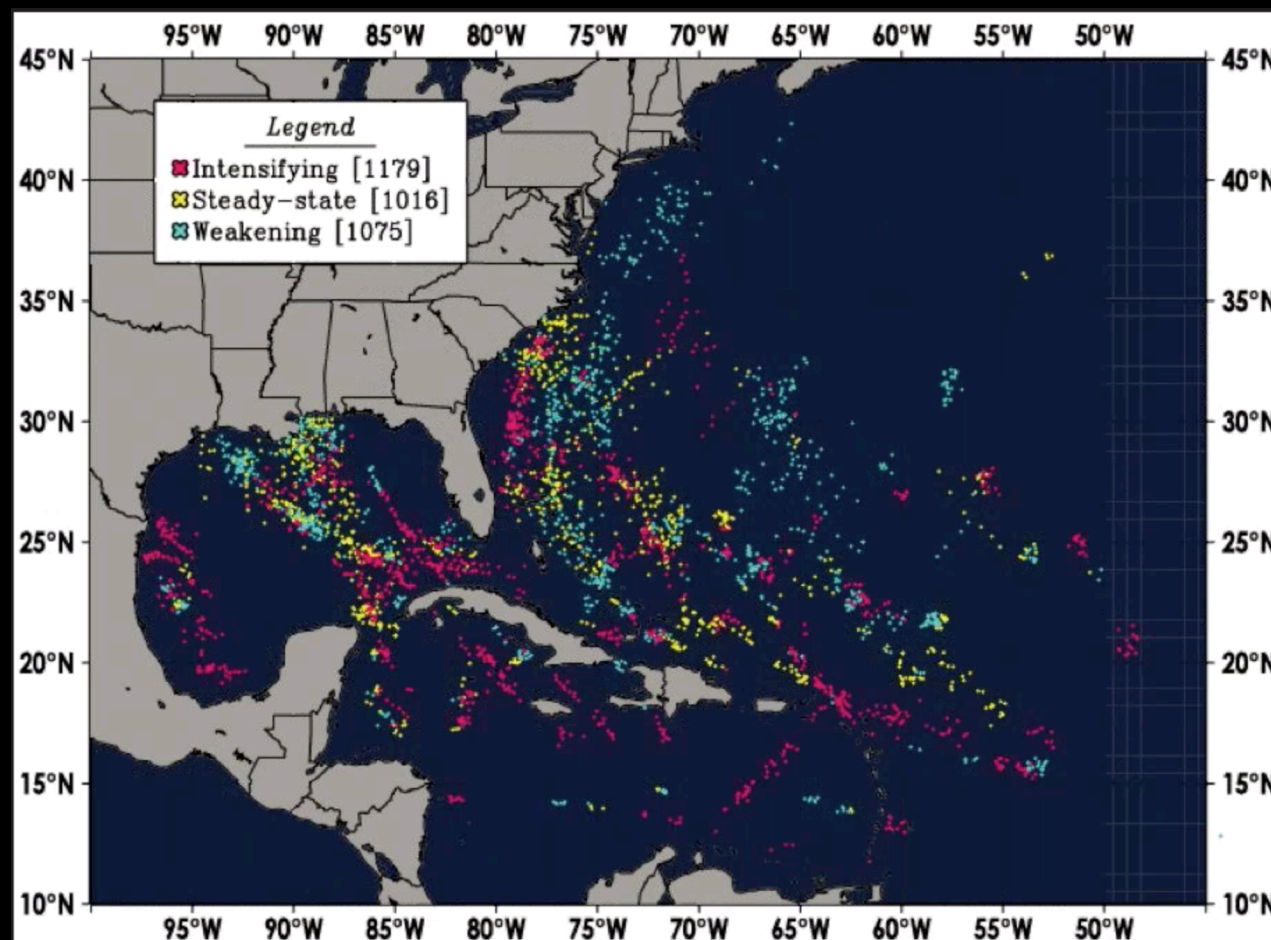 95°W 90°W 85°W 80°W 75°W 70°W 65°W 60°W 55°W 50°W
45°N 45°N
Legend
Intensifying [1179]
40°N 40°N
Steady-state [1016]
Weakening [1075]
35°N 35°N
30°N 30°N
25°N 25°N
20°N 20°N
15°N 15°N
10°N 10°N
95°W 90°W 85°W 80°W 75°W 70°W 65°W 60°W 55°W 50°W